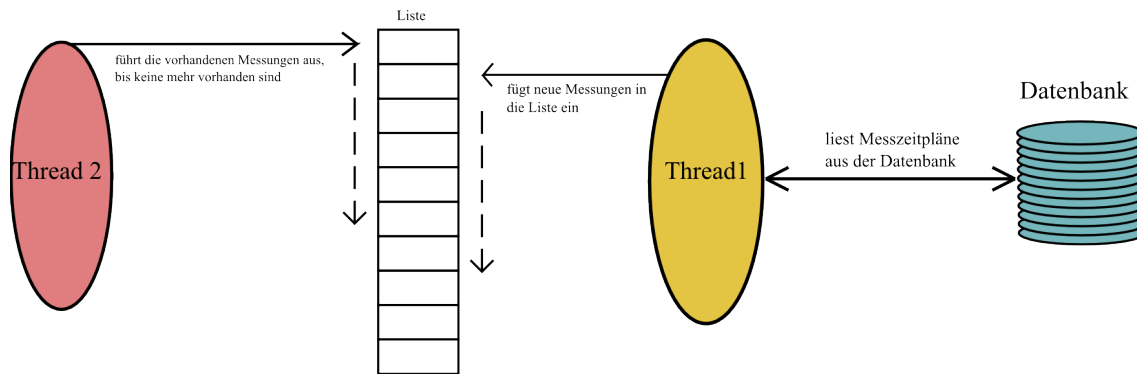 Liste
führt die vorhandenen Messungen aus,
bis keine mehr vorhanden sind
fügt neue Messungen in
die Liste ein
Datenbank
liest Messzeitpläne
aus der Datenbank
Thread 2
Thread1